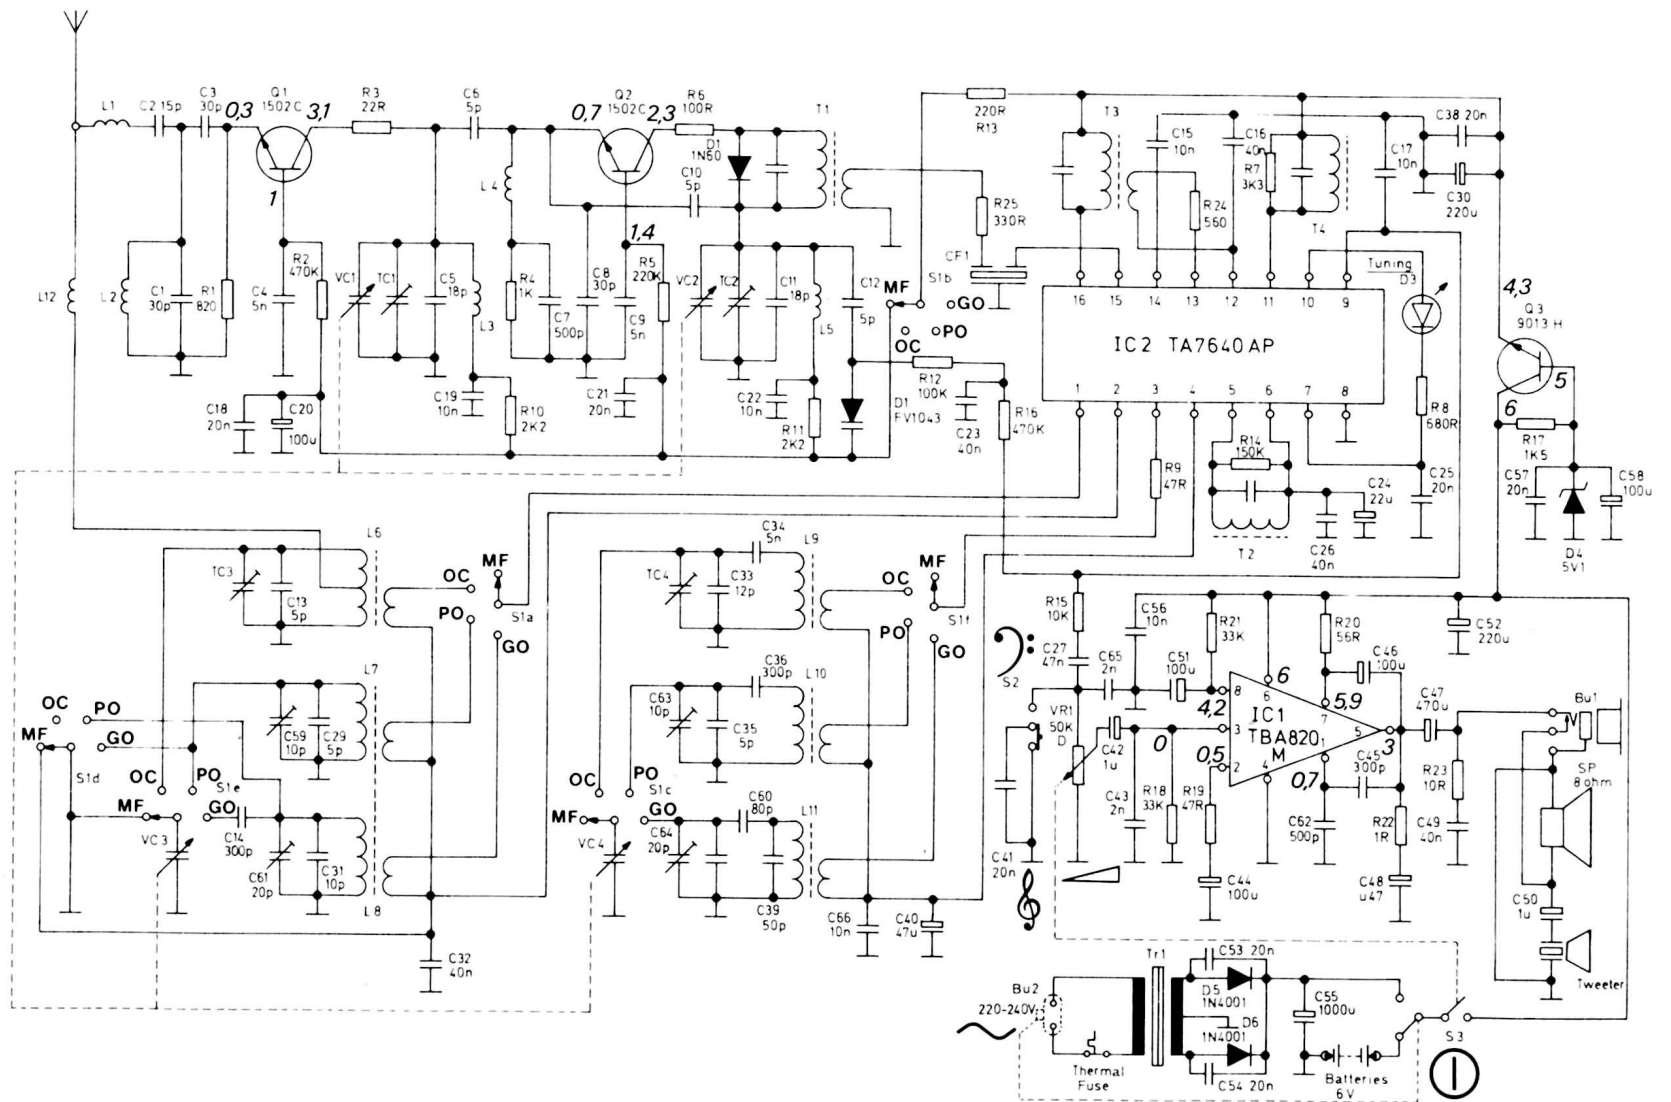 L1
C2 15p
C3
30p
0,3
Q1
1502 C
3,1
R3
22R
C6
5p
0,7
Q2
1502C
2,3
R6
100R
D1
1N60
T1
C10
5p
220R
R13
T3
C15
10n
C16
40n
R7
3K3
C17
10n
C38 20n
C30
220u
T4
1
L4
1,4
R25
330R
R24
560
CF1
L12
L2
C1
30p
R1
820
C4
5n
R2
470K
VC1
TC1
C5
18p
L3
R4
1K
C7
500p
C8
30p
C9
5n
R5
220K
VC2
TC2
C11
18p
L5
C12
5p
MF
S1b
GO
PO
OC
R12
100K
16
15
14
13
12
11
10
9
IC2 TA7640AP
1
2
3
4
5
6
7
8
Tuning
D3
4,3
Q3
9013 H
5
6
R17
1K5
R8
680R
C18
20n
C20
100u
C19
10n
R10
2K2
C21
20n
C22
10n
R11
2K2
D1
FV1043
C23
40n
R16
470K
R9
47R
R14
150K
T2
C26
40n
C24
22u
C25
20n
C57
20n
C58
100u
D4
5V1
L6
TC3
C13
5p
OC
MF
S1a
PO
GO
C34
5n
L9
TC4
C33
12p
OC
MF
S1f
PO
GO
L7
C59
10p
C29
5p
OC
PO
MF
GO
S1d
OC
PO
S1e
MF
GO
VC3
C14
300p
C61
20p
C31
10p
L8
C32
40n
C36
300p
L10
C63
10p
C35
5p
OC
PO
S1c
MF
GO
VC4
C60
80p
L11
C64
20p
C39
50p
C66
10n
C40
47u
R15
10K
C27
47n
S2
C56
10n
C65
2n
C51
100u
R21
33K
R20
56R
C46
100u
C52
220u
VR1
50K
D
C42
1u
C43
2n
C41
20n
0
R18
33K
R19
47R
C44
100u
4,2
0,5
8
3
2
6
6
5,9
7
IC1
TBA820
M
5
1
4
3
0,7
C45
300p
C62
500p
R22
1R
C48
u47
C47
470u
R23
10R
C49
40n
Bu1
SP
8 ohm
C50
1u
Tweeter
Bu2
220-240V
Thermal
Fuse
Tr1
C53 20n
D5
1N4001
D6
1N4001
C54 20n
C55
1000u
Batteries
6V
S3